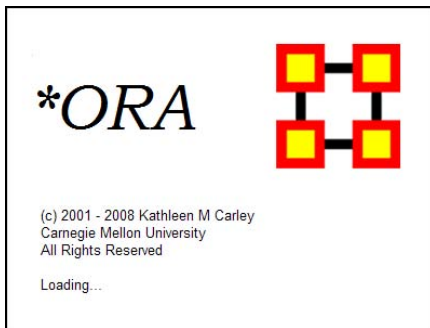 *ORA
(c) 2001 - 2008 Kathleen M Carley
Carnegie Mellon University
All Rights Reserved
Loading...